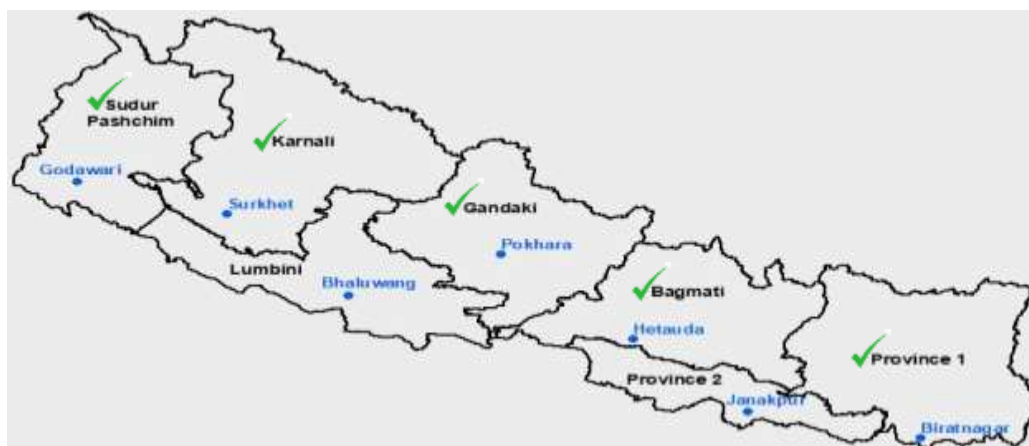 Sudur
Pashchim
Karnali
Godawari
Surkhet
Gandaki
Pokhara
Lumbini
Bhaluwang
Bagmati
Hetauda
Province 1
Province 2
Janakpur
Biratnagar